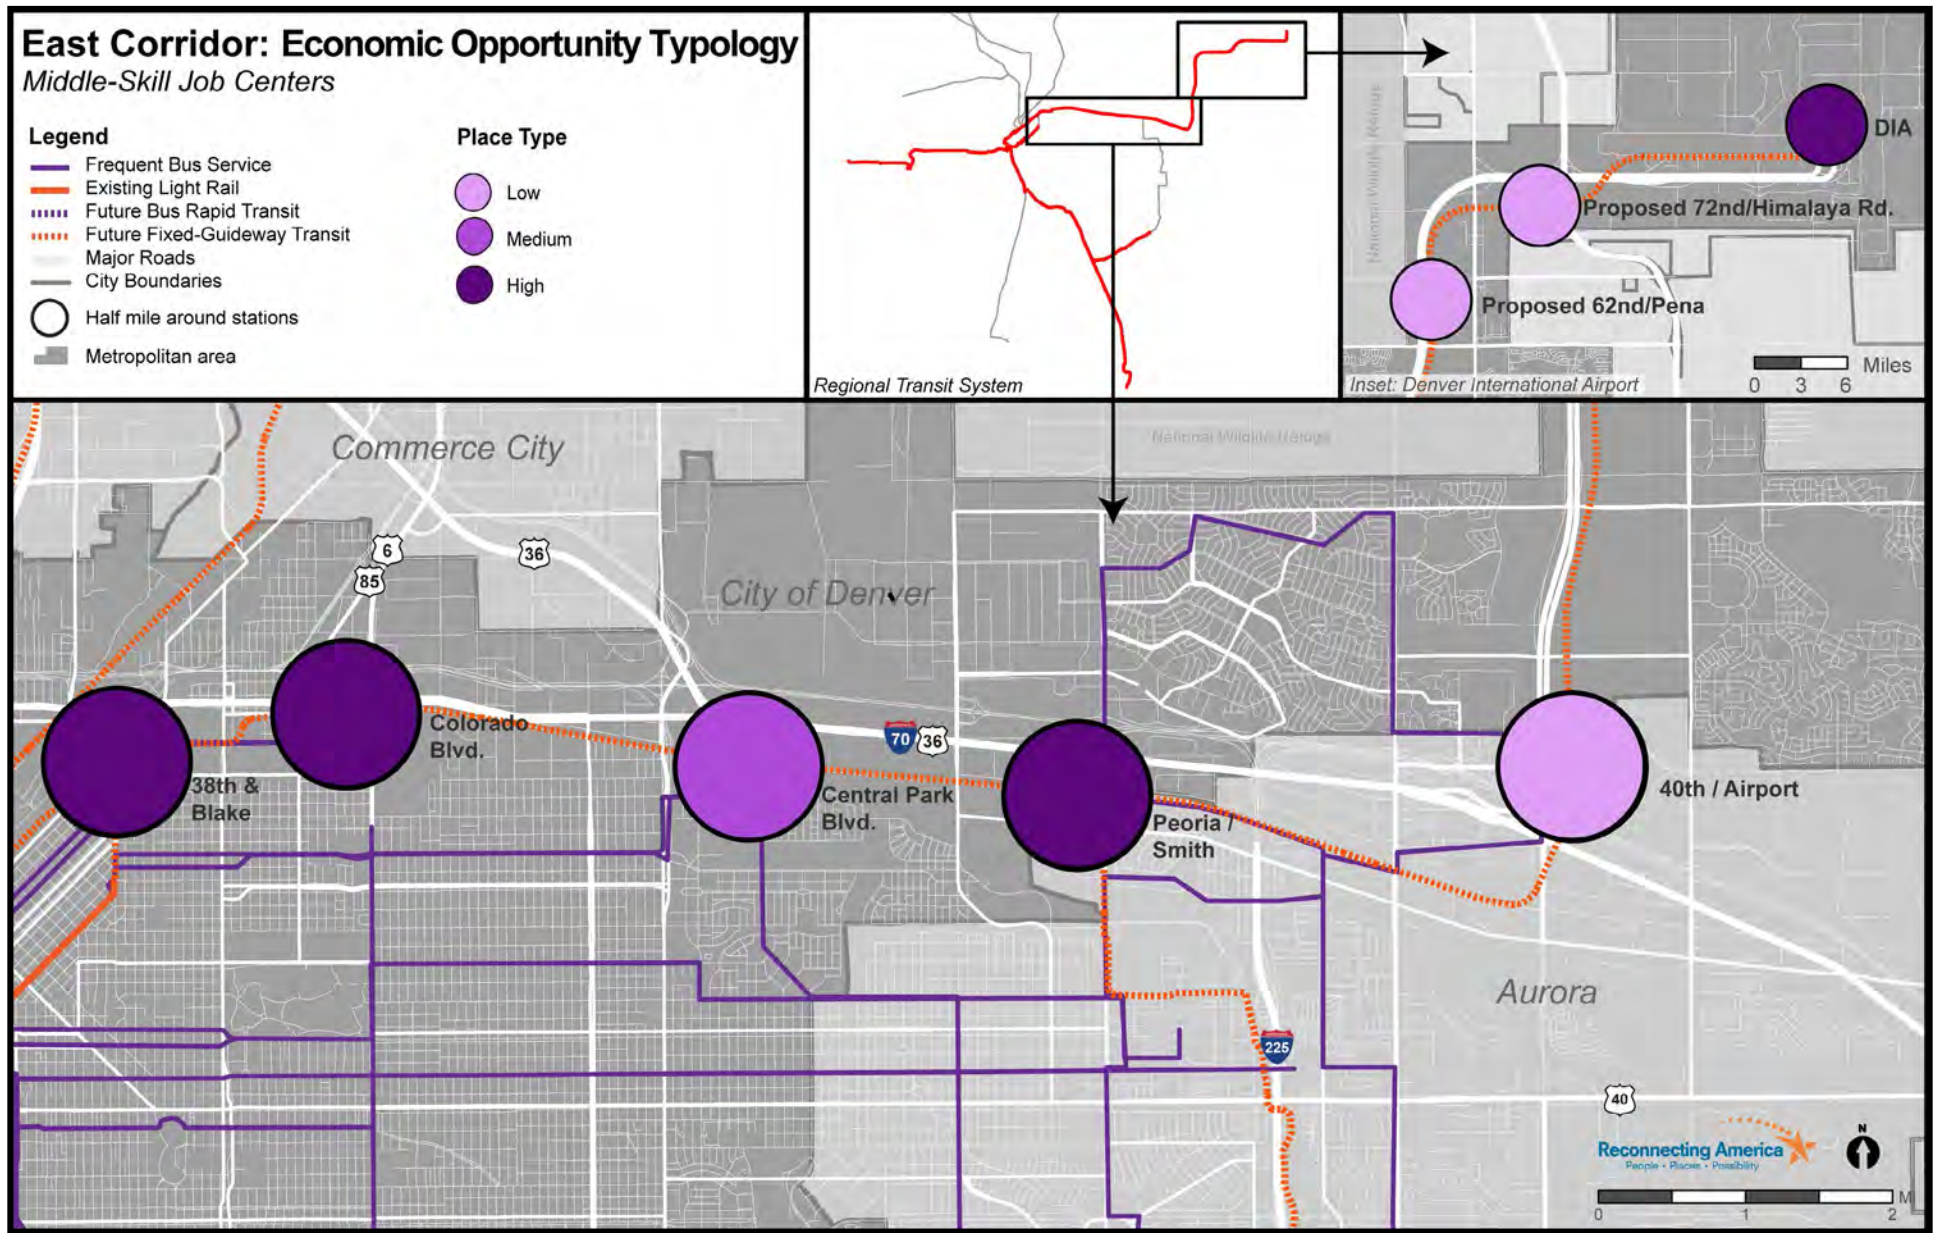 East Corridor: Economic Opportunity Typology
Middle-Skill Job Centers
Legend
Frequent Bus Service
Existing Light Rail
Future Bus Rapid Transit
Future Fixed-Guideway Transit
Major Roads
City Boundaries
Half mile around stations
Metropolitan area
Place Type
Low
Medium
High
Regional Transit System
National Wildlife Refuge
DIA
Proposed 72nd/Himalaya Rd.
Proposed 62nd/Pena
Miles
0 3 6
Inset: Denver International Airport
Commerce City
National Wildlife Refuge
6
36
85
City of Denver
Colorado
Blvd.
70
36
38th &
Blake
Central Park
Blvd.
Peoria /
Smith
40th / Airport
Aurora
225
40
Reconnecting America
People • Places • Possibility
N
M
0 1 2